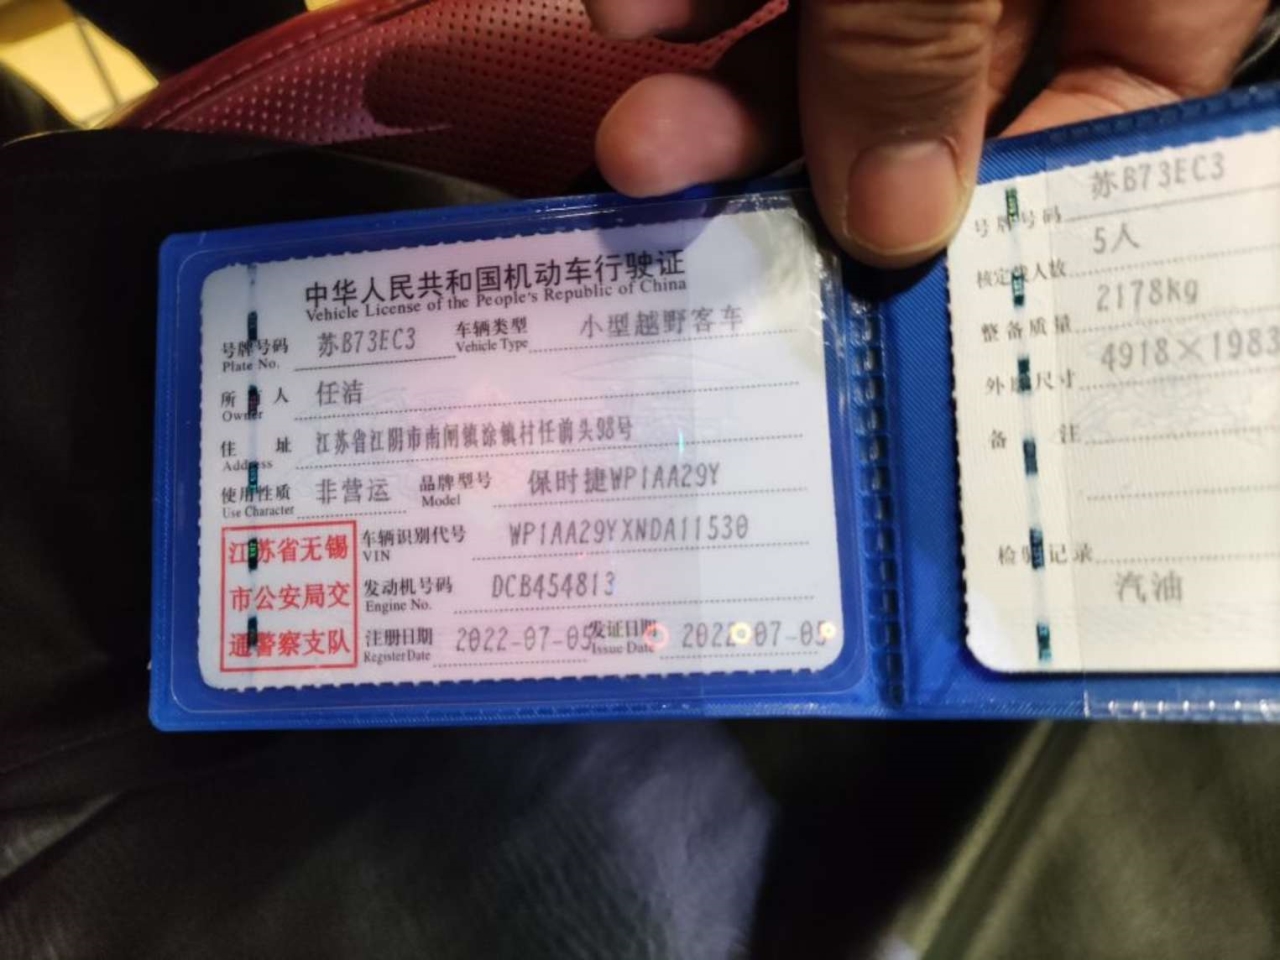 中华人民共和国机动车行驶证
Vehicle License of the People's Republic of China
号牌号码 苏B73EC3 车辆类型 小型越野客车
Plate No. Vehicle Type
所 人 任洁
Owner
住 址 江苏省江阴市南闸镇涂镇村任前头98号
Address
使用性质 非营运 品牌型号 保时捷WP1AA29Y
Use Character Model
江苏省无锡
市公安局交
通警察支队
车辆识别代号 WP1AA29YXNDA11530
VIN
发动机号码 DCB454813
Engine No.
注册日期 2022-07-05 发证日期 2022-07-05
Register Date Issue Date
号牌号码 苏B73EC3
核定载人数 5人
整备质量 2178kg
外廓尺寸 4918×1983
备 注
检验记录
汽油